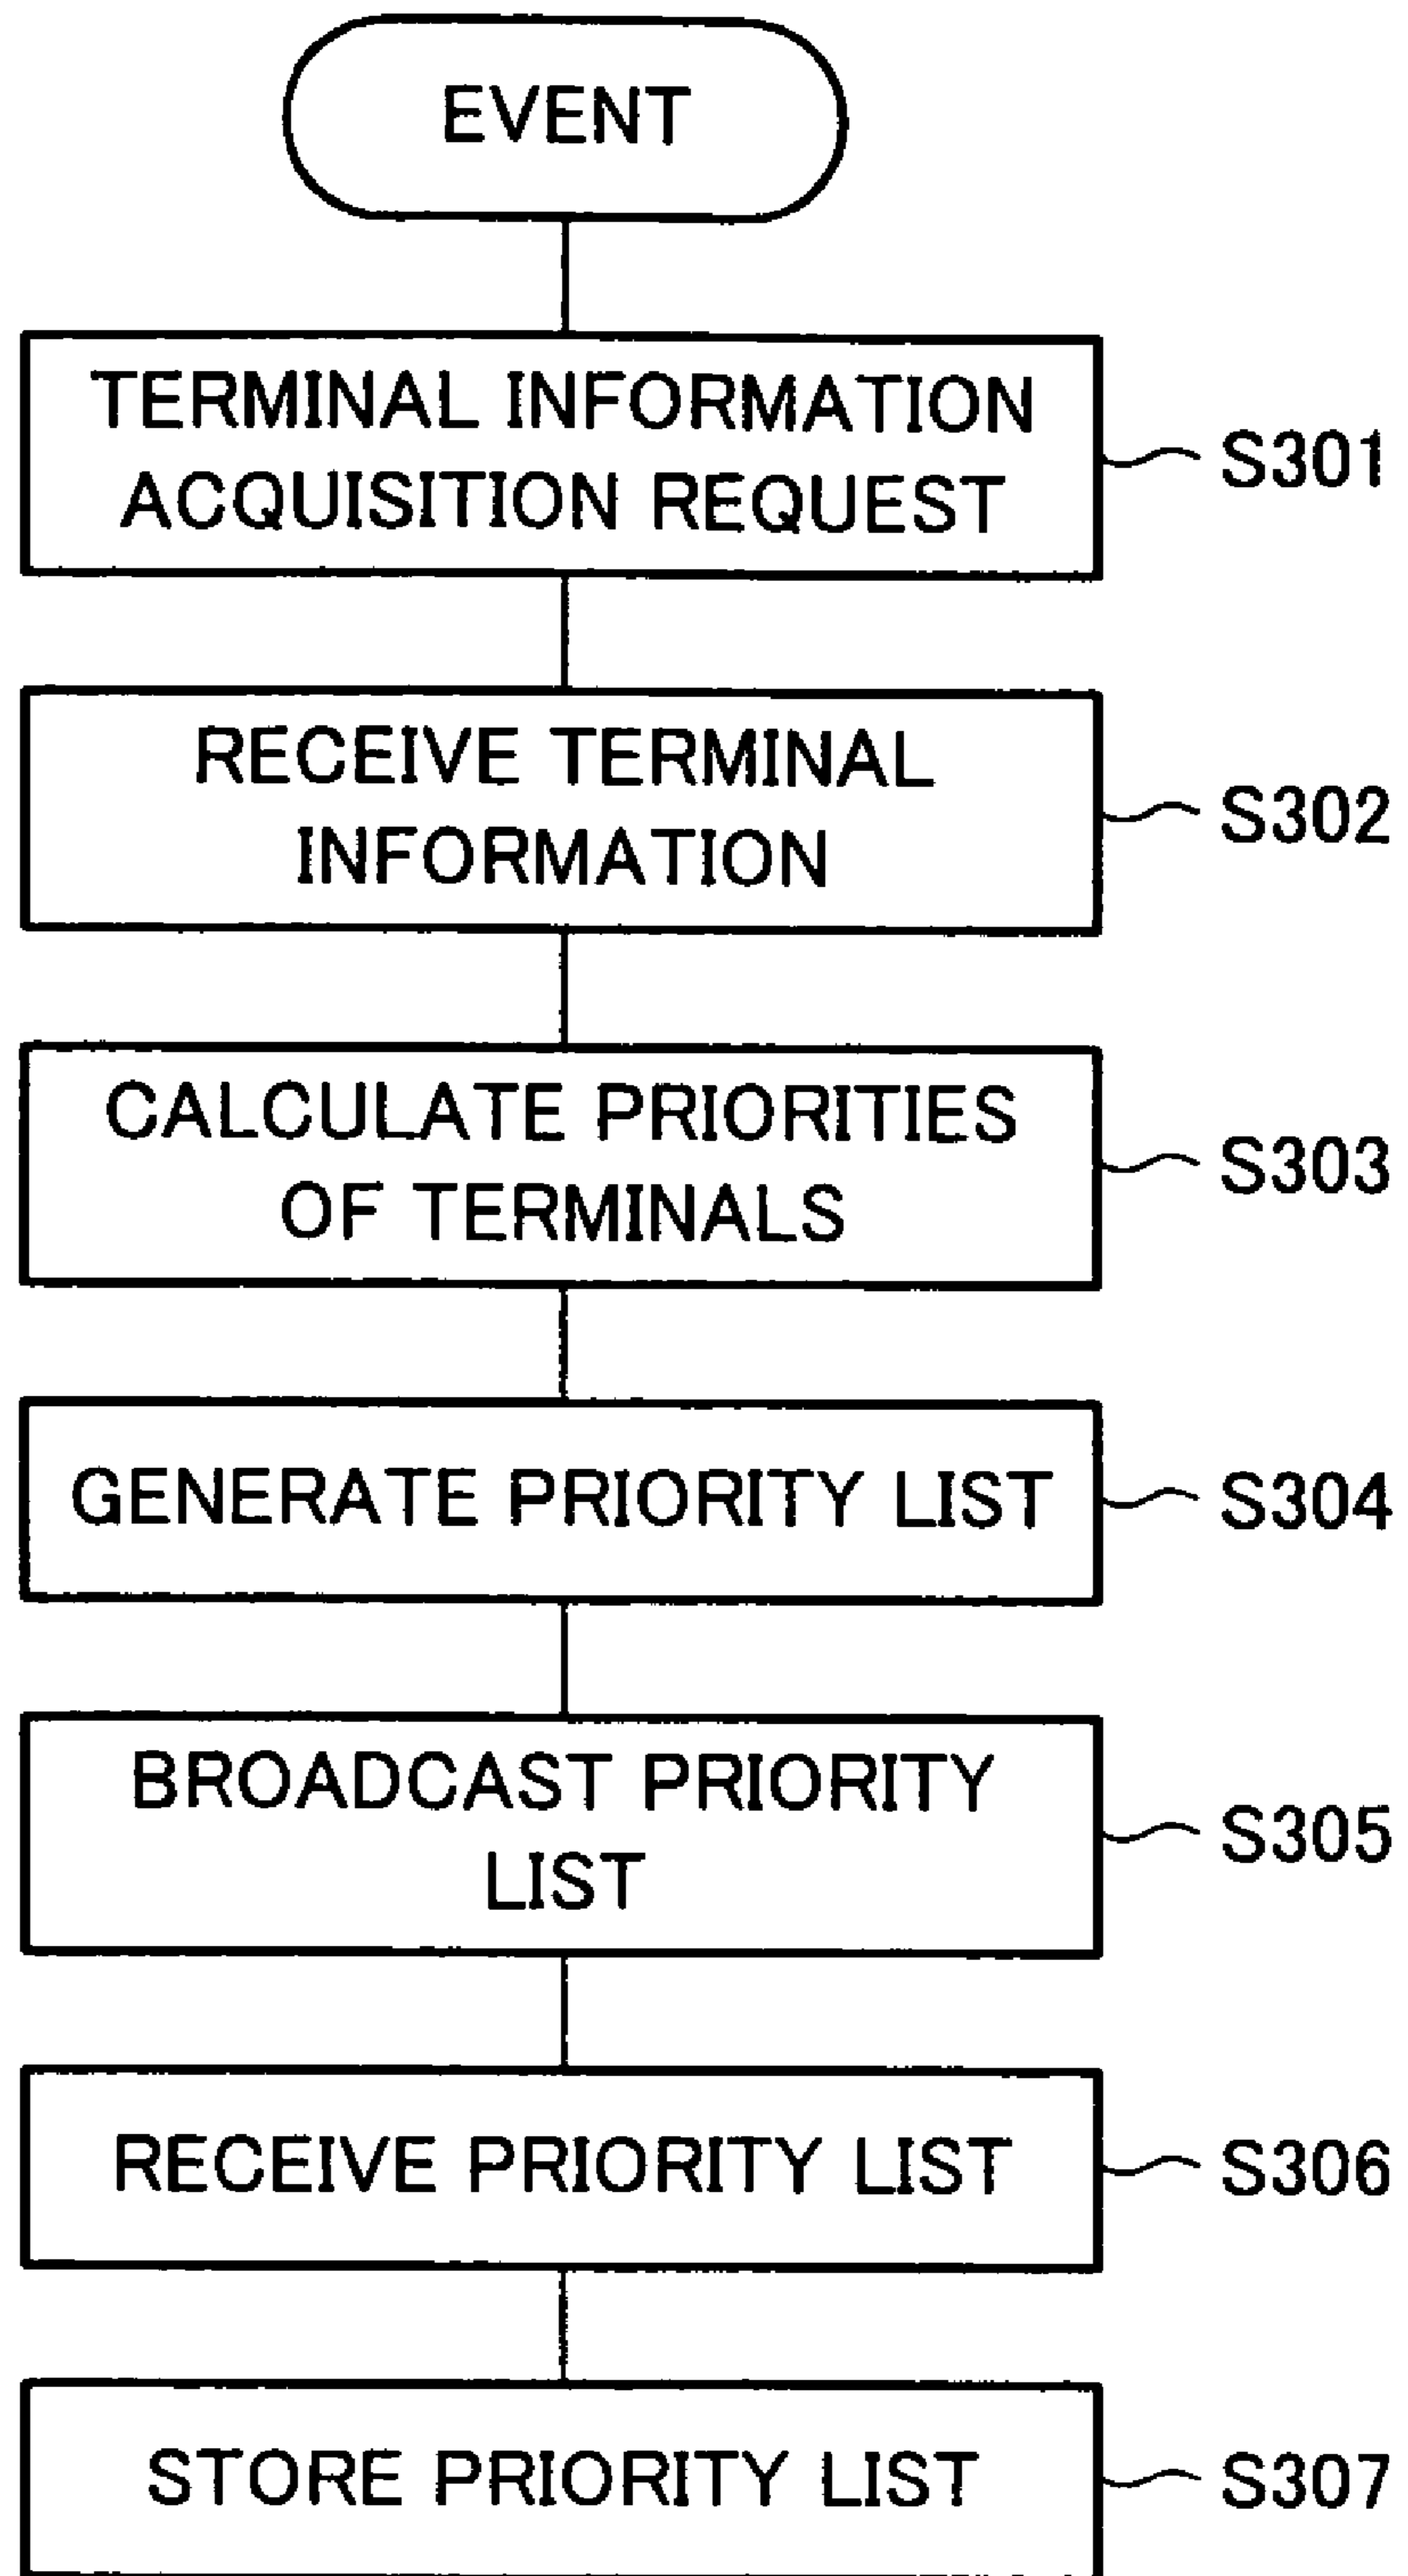 EVENT
TERMINAL INFORMATION
ACQUISITION REQUEST
S301
RECEIVE TERMINAL
INFORMATION
S302
CALCULATE PRIORITIES
OF TERMINALS
S303
GENERATE PRIORITY LIST
S304
BROADCAST PRIORITY
LIST
S305
RECEIVE PRIORITY LIST
S306
STORE PRIORITY LIST
S307